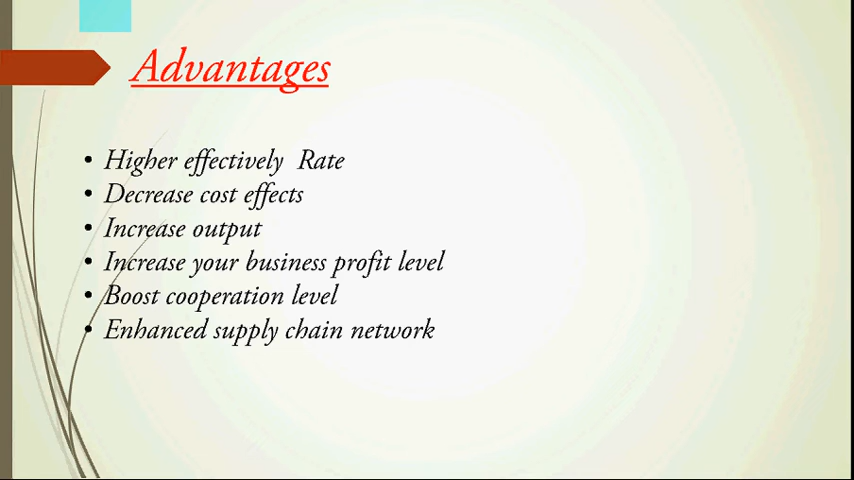 Advantages
• Higher effectively  Rate
• Decrease cost effects
• Increase output
• Increase your business profit level
• Boost cooperation level
• Enhanced supply chain network